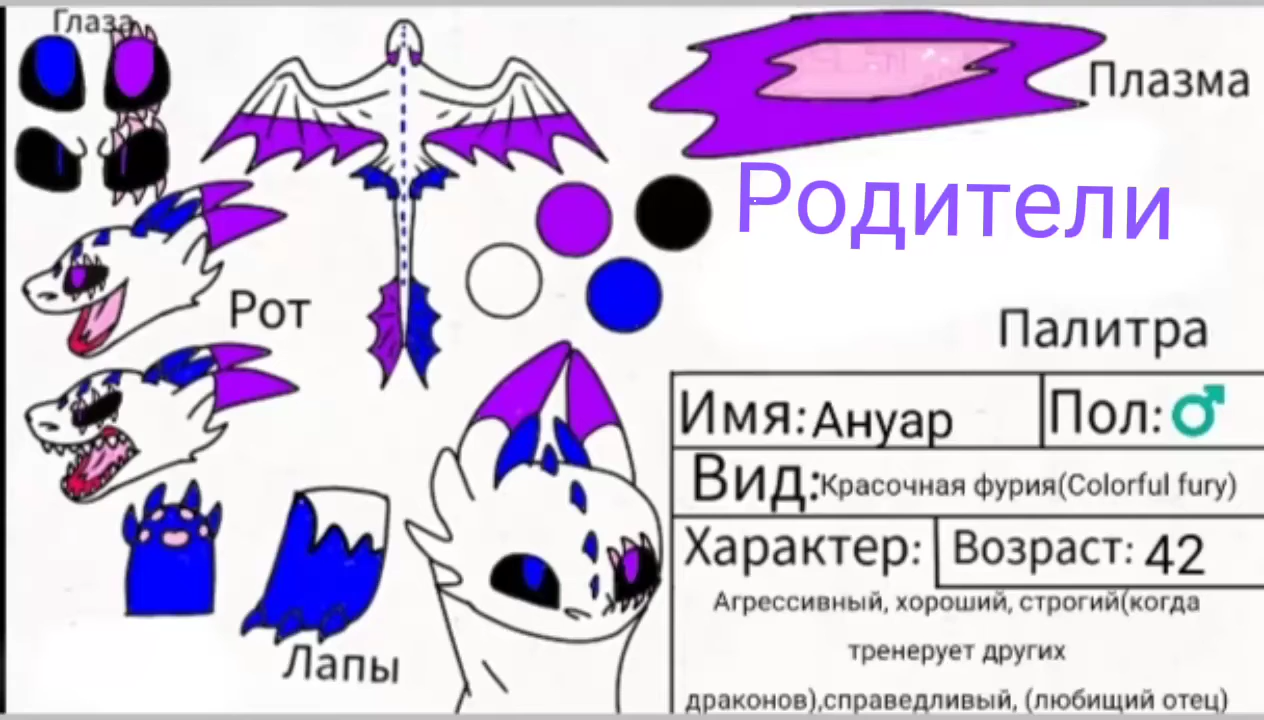 Глаза
Плазма
Родители
Рот
Палитра
Имя: Ануар
Пол:
Вид: Красочная фурия(Colorful fury)
Характер:
Возраст: 42
Агрессивный, хороший, строгий(когда
тренерует других
драконов),справедливый, (любищий отец)
Лапы